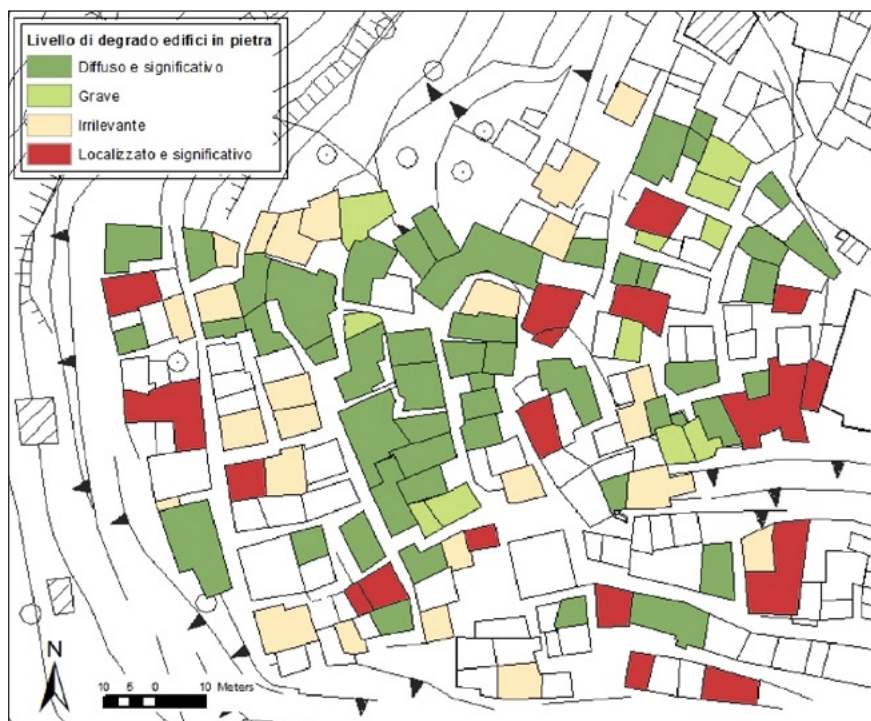 Livello di degrado edifici in pietra
Diffuso e significativo
Grave
Irrilevante
Localizzato e significativo
N
10 5 0 10 Meters